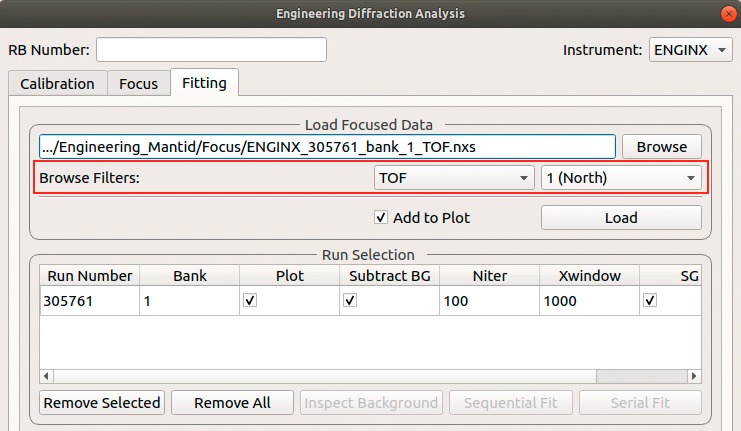 Engineering Diffraction Analysis
RB Number: Instrument: ENGINX
Calibration Focus Fitting
Load Focused Data
.../Engineering_Mantid/Focus/ENGINX_305761_bank_1_TOF.nxs Browse
Browse Filters: TOF 1 (North)
Add to Plot Load
Run Selection
Run Number Bank Plot Subtract BG Niter Xwindow SG
305761 1 100 1000
Remove Selected Remove All Inspect Background Sequential Fit Serial Fit